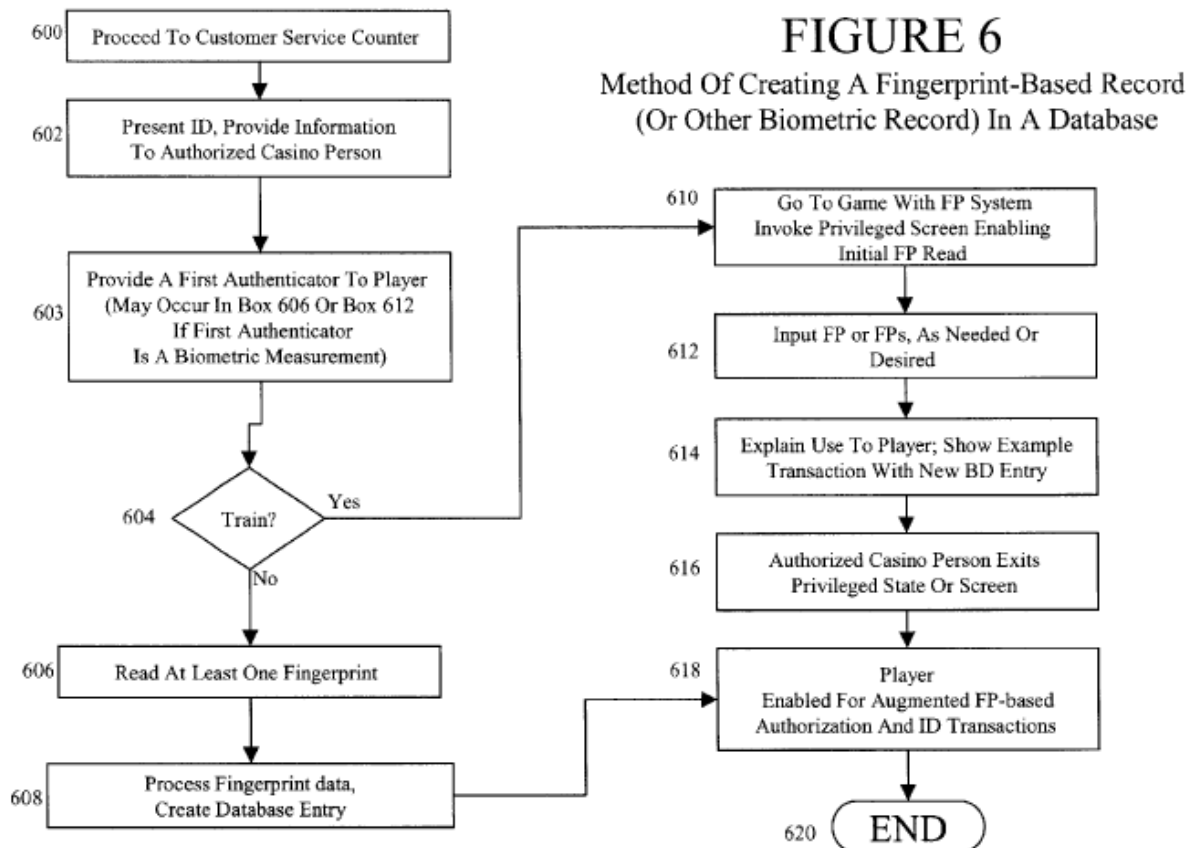 FIGURE 6
Method Of Creating A Fingerprint-Based Record
(Or Other Biometric Record) In A Database
600
Proceed To Customer Service Counter
602
Present ID, Provide Information
To Authorized Casino Person
603
Provide A First Authenticator To Player
(May Occur In Box 606 Or Box 612
If First Authenticator
Is A Biometric Measurement)
604
Train?
Yes
No
606
Read At Least One Fingerprint
608
Process Fingerprint data,
Create Database Entry
610
Go To Game With FP System
Invoke Privileged Screen Enabling
Initial FP Read
612
Input FP or FPs, As Needed Or
Desired
614
Explain Use To Player; Show Example
Transaction With New BD Entry
616
Authorized Casino Person Exits
Privileged State Or Screen
618
Player
Enabled For Augmented FP-based
Authorization And ID Transactions
620
END